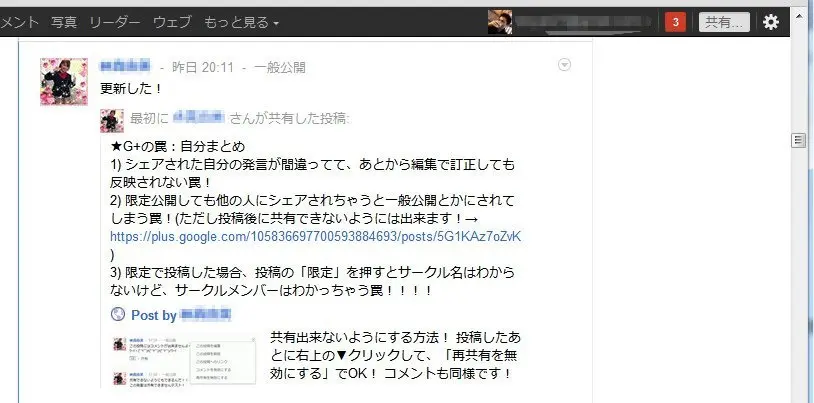 メント 写真 リーダー ウェブ もっと見る
3 共有...
- 昨日 20:11 - 一般公開
更新した！
最初に さんが共有した投稿:
★G+の罠：自分まとめ
1) シェアされた自分の発言が間違ってて、あとから編集で訂正しても
反映されない罠！
2) 限定公開しても他の人にシェアされちゃうと一般公開とかにされて
しまう罠！(ただし投稿後に共有できないようには出来ます！→
https://plus.google.com/105836697700593884693/posts/5G1KAz7oZvK
)
3) 限定で投稿した場合、投稿の「限定」を押すとサークル名はわから
ないけど、サークルメンバーはわかっちゃう罠！！！！
Post by
共有出来ないようにする方法！ 投稿したあ
とに右上の▼クリックして、「再共有を無
効にする」でOK！ コメントも同様です！